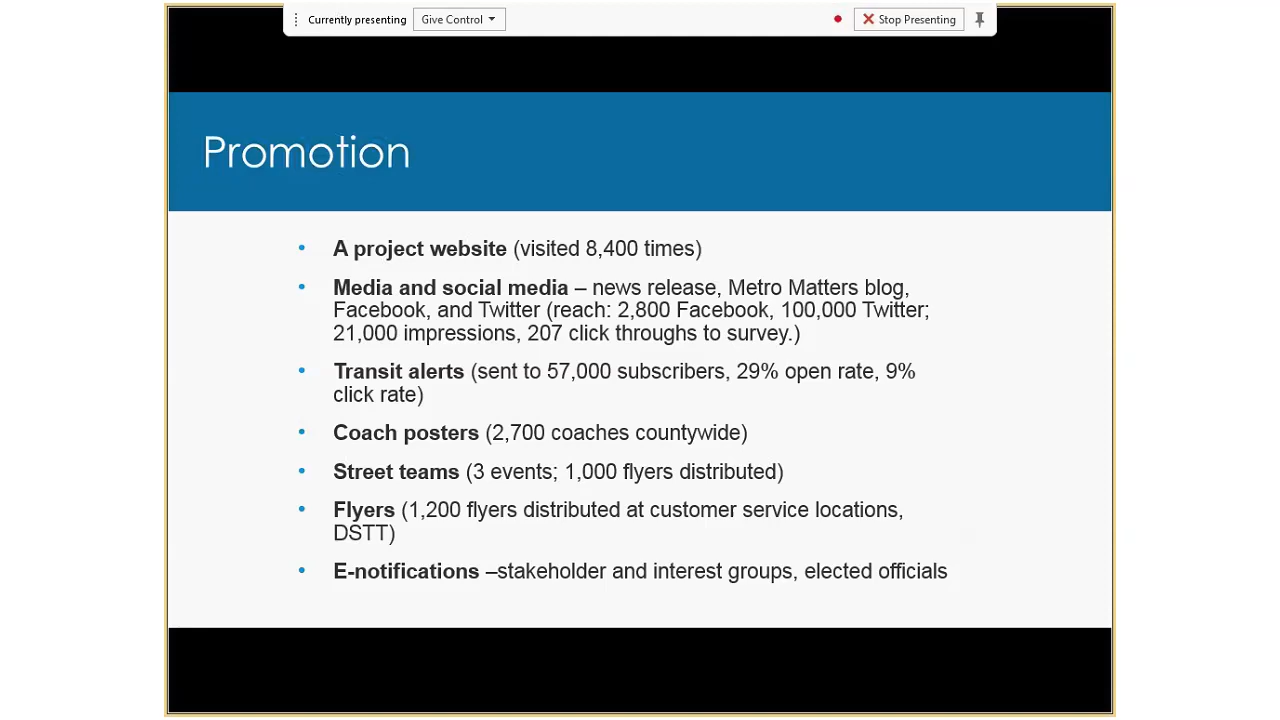 Currently presenting Give Control Stop Presenting
Promotion
• A project website (visited 8,400 times)
• Media and social media – news release, Metro Matters blog,
Facebook, and Twitter (reach: 2,800 Facebook, 100,000 Twitter;
21,000 impressions, 207 click throughs to survey.)
• Transit alerts (sent to 57,000 subscribers, 29% open rate, 9%
click rate)
• Coach posters (2,700 coaches countywide)
• Street teams (3 events; 1,000 flyers distributed)
• Flyers (1,200 flyers distributed at customer service locations,
DSTT)
• E-notifications –stakeholder and interest groups, elected officials